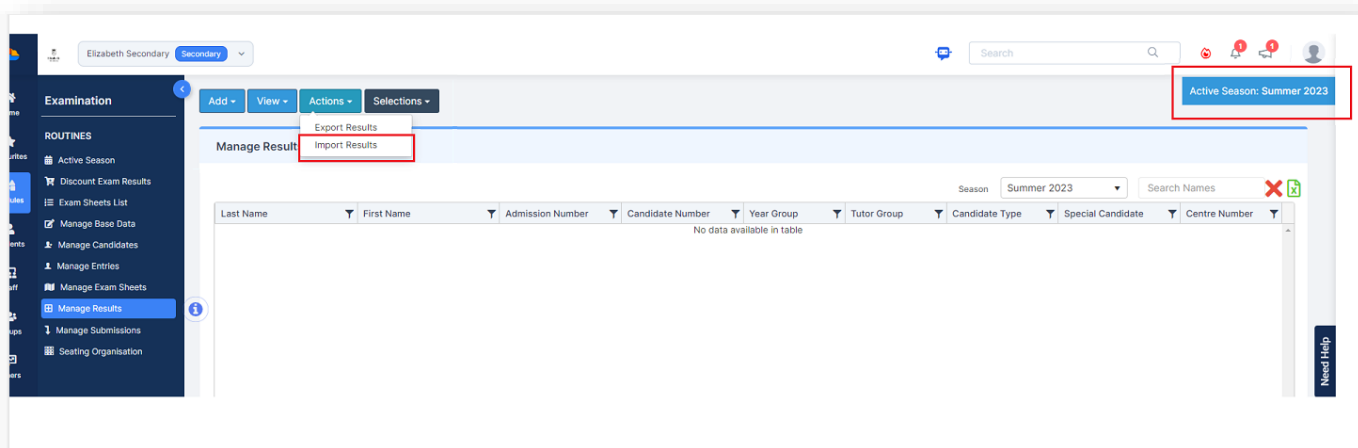 Elizabeth Secondary Secondary
Search
1
1
Active Season: Summer 2023
Examination
Add View Actions Selections
Export Results
Import Results
ROUTINES
Manage Result
Active Season
Discount Exam Results
Exam Sheets List
Manage Base Data
Manage Candidates
Manage Entries
Manage Exam Sheets
Manage Results
Manage Submissions
Seating Organisation
Season Summer 2023 Search Names
Last Name First Name Admission Number Candidate Number Year Group Tutor Group Candidate Type Special Candidate Centre Number
No data available in table
Need Help